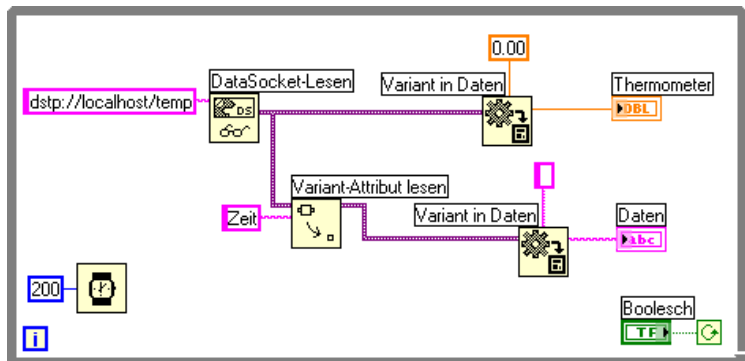 0.00
DataSocket-Lesen
Variant in Daten
Thermometer
dstp://localhost/temp
DS
DBL
Variant-Attribut lesen
Zeit
Variant in Daten
Daten
abc
200
Boolesch
TF
i